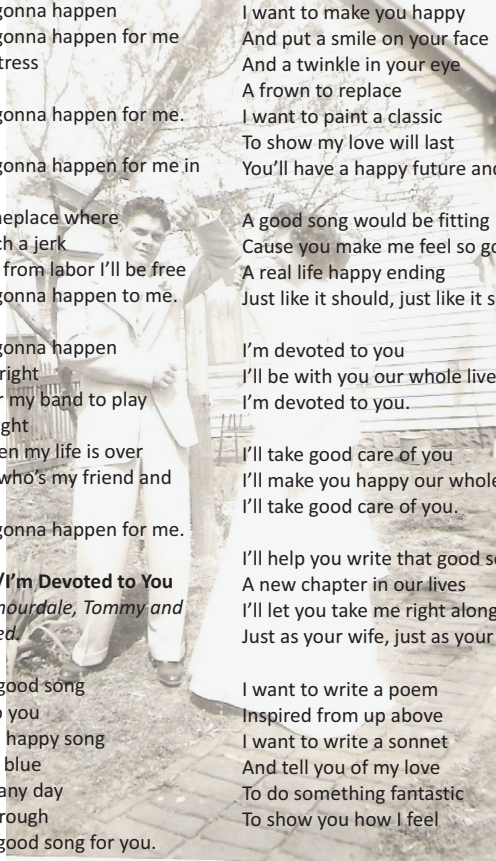 gonna happen
gonna happen for me
tress
gonna happen for me.
gonna happen for me in
neplace where
ch a jerk
from labor I'll be free
gonna happen to me.
gonna happen
right
r my band to play
ght
en my life is over
who's my friend and
gonna happen for me.
/I'm Devoted to You
mourdale, Tommy and
ed.
good song
o you
happy song
blue
any day
rough
good song for you.
I want to make you happy
And put a smile on your face
And a twinkle in your eye
A frown to replace
I want to paint a classic
To show my love will last
You'll have a happy future and
A good song would be fitting
Cause you make me feel so go
A real life happy ending
Just like it should, just like it s
I'm devoted to you
I'll be with you our whole live
I'm devoted to you.
I'll take good care of you
I'll make you happy our whole
I'll take good care of you.
I'll help you write that good so
A new chapter in our lives
I'll let you take me right along
Just as your wife, just as your
I want to write a poem
Inspired from up above
I want to write a sonnet
And tell you of my love
To do something fantastic
To show you how I feel